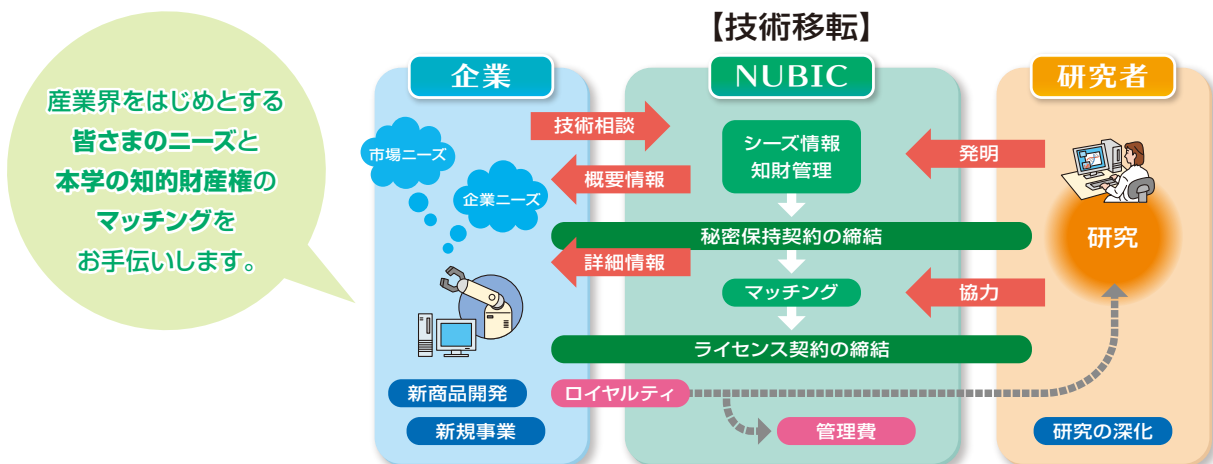 【技術移転】
産業界をはじめとする
皆さまのニーズと
本学の知的財産権の
マッチングを
お手伝いします。
企業
NUBIC
研究者
技術相談
市場ニーズ
シーズ情報
知財管理
発明
概要情報
企業ニーズ
秘密保持契約の締結
研究
詳細情報
マッチング
協力
ライセンス契約の締結
新商品開発
ロイヤルティ
新規事業
管理費
研究の深化